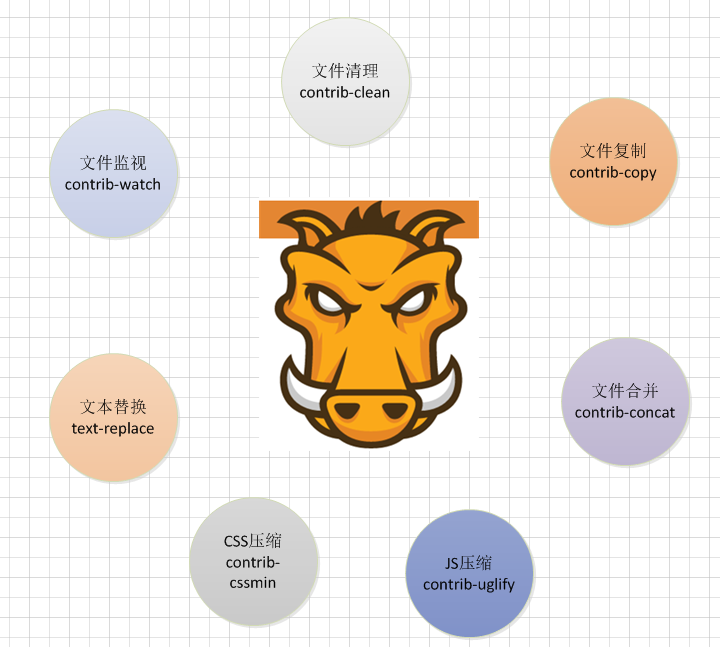 文件清理
contrib-clean
文件复制
contrib-copy
文件监视
contrib-watch
文件合并
contrib-concat
文本替换
text-replace
CSS压缩
contrib-
cssmin
JS压缩
contrib-uglify